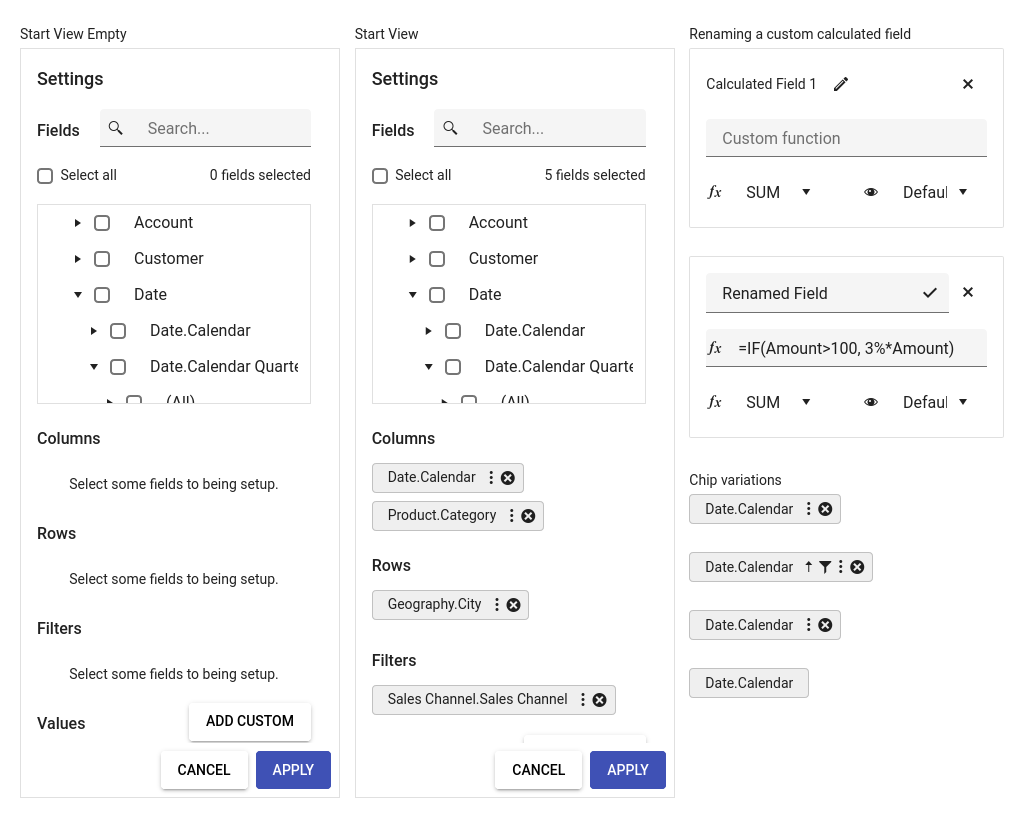 Start View Empty
Settings
Fields
Search...
Select all
0 fields selected
Account
Customer
Date
Date.Calendar
Date.Calendar Quarte
(All)
Columns
Select some fields to being setup.
Rows
Select some fields to being setup.
Filters
Select some fields to being setup.
Values
ADD CUSTOM
CANCEL
APPLY
Start View
Settings
Fields
Search...
Select all
5 fields selected
Account
Customer
Date
Date.Calendar
Date.Calendar Quarte
(All)
Columns
Date.Calendar
Product.Category
Rows
Geography.City
Filters
Sales Channel.Sales Channel
CANCEL
APPLY
Renaming a custom calculated field
Calculated Field 1
Custom function
fx SUM
Defaul
Renamed Field
fx =IF(Amount>100, 3%*Amount)
fx SUM
Defaul
Chip variations
Date.Calendar
Date.Calendar
Date.Calendar
Date.Calendar